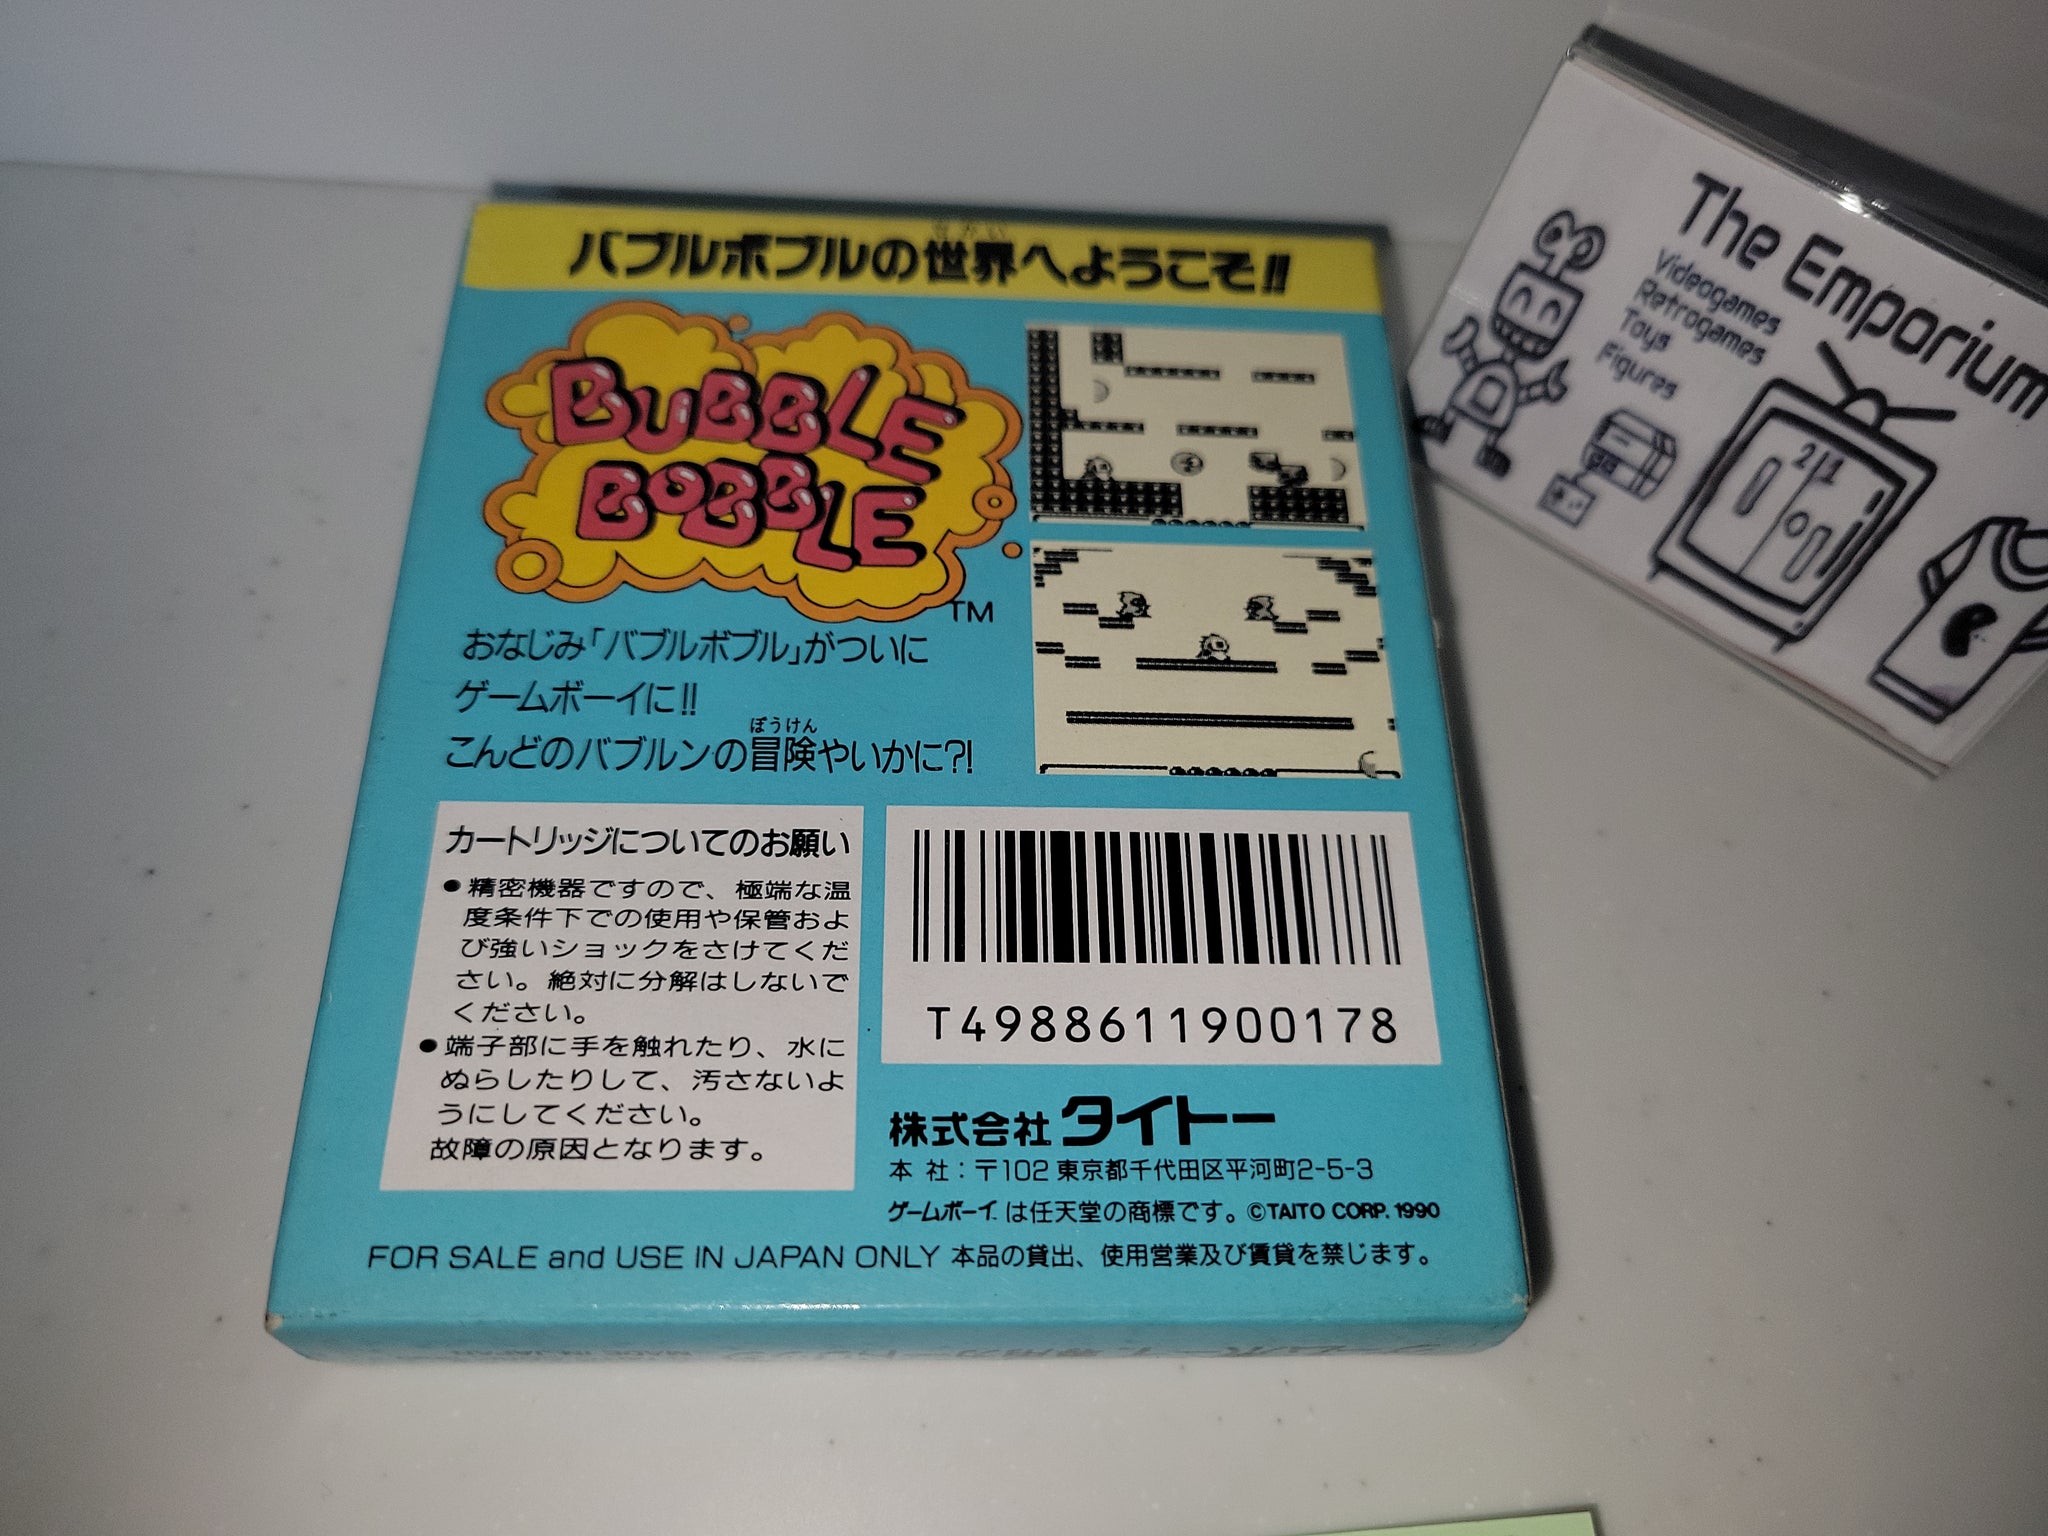 せかい
バブルボブルの世界へようこそ!!
BUBBLE
BOBBLE
TM
おなじみ「バブルボブル」がついに
ゲームボーイに!!
ぼうけん
こんどのバブルンの冒険やいかに?!
カートリッジについてのお願い
●精密機器ですので、極端な温
度条件下での使用や保管およ
び強いショックをさけてくだ
さい。絶対に分解はしないで
ください。
●端子部に手を触れたり、水に
ぬらしたりして、汚さないよ
うにしてください。
故障の原因となります。
T4988611900178
株式会社 タイトー
本 社:〒102 東京都千代田区平河町2-5-3
ゲームボーイは任天堂の商標です。©TAITO CORP. 1990
FOR SALE and USE IN JAPAN ONLY 本品の貸出、使用営業及び賃貸を禁じます。
MADE IN JAPAN
The Emporium
Videogames
Retrogames
Toys
Figures
D
2 1